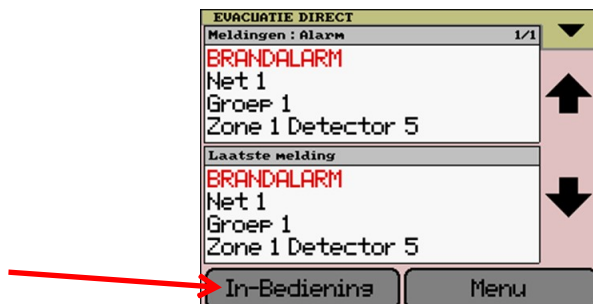 EVACUATIE DIRECT
Meldingen : Alarm 1/1
BRANDALARM
Net 1
Groep 1
Zone 1 Detector 5
Laatste melding
BRANDALARM
Net 1
Groep 1
Zone 1 Detector 5
In-Bediening Menu